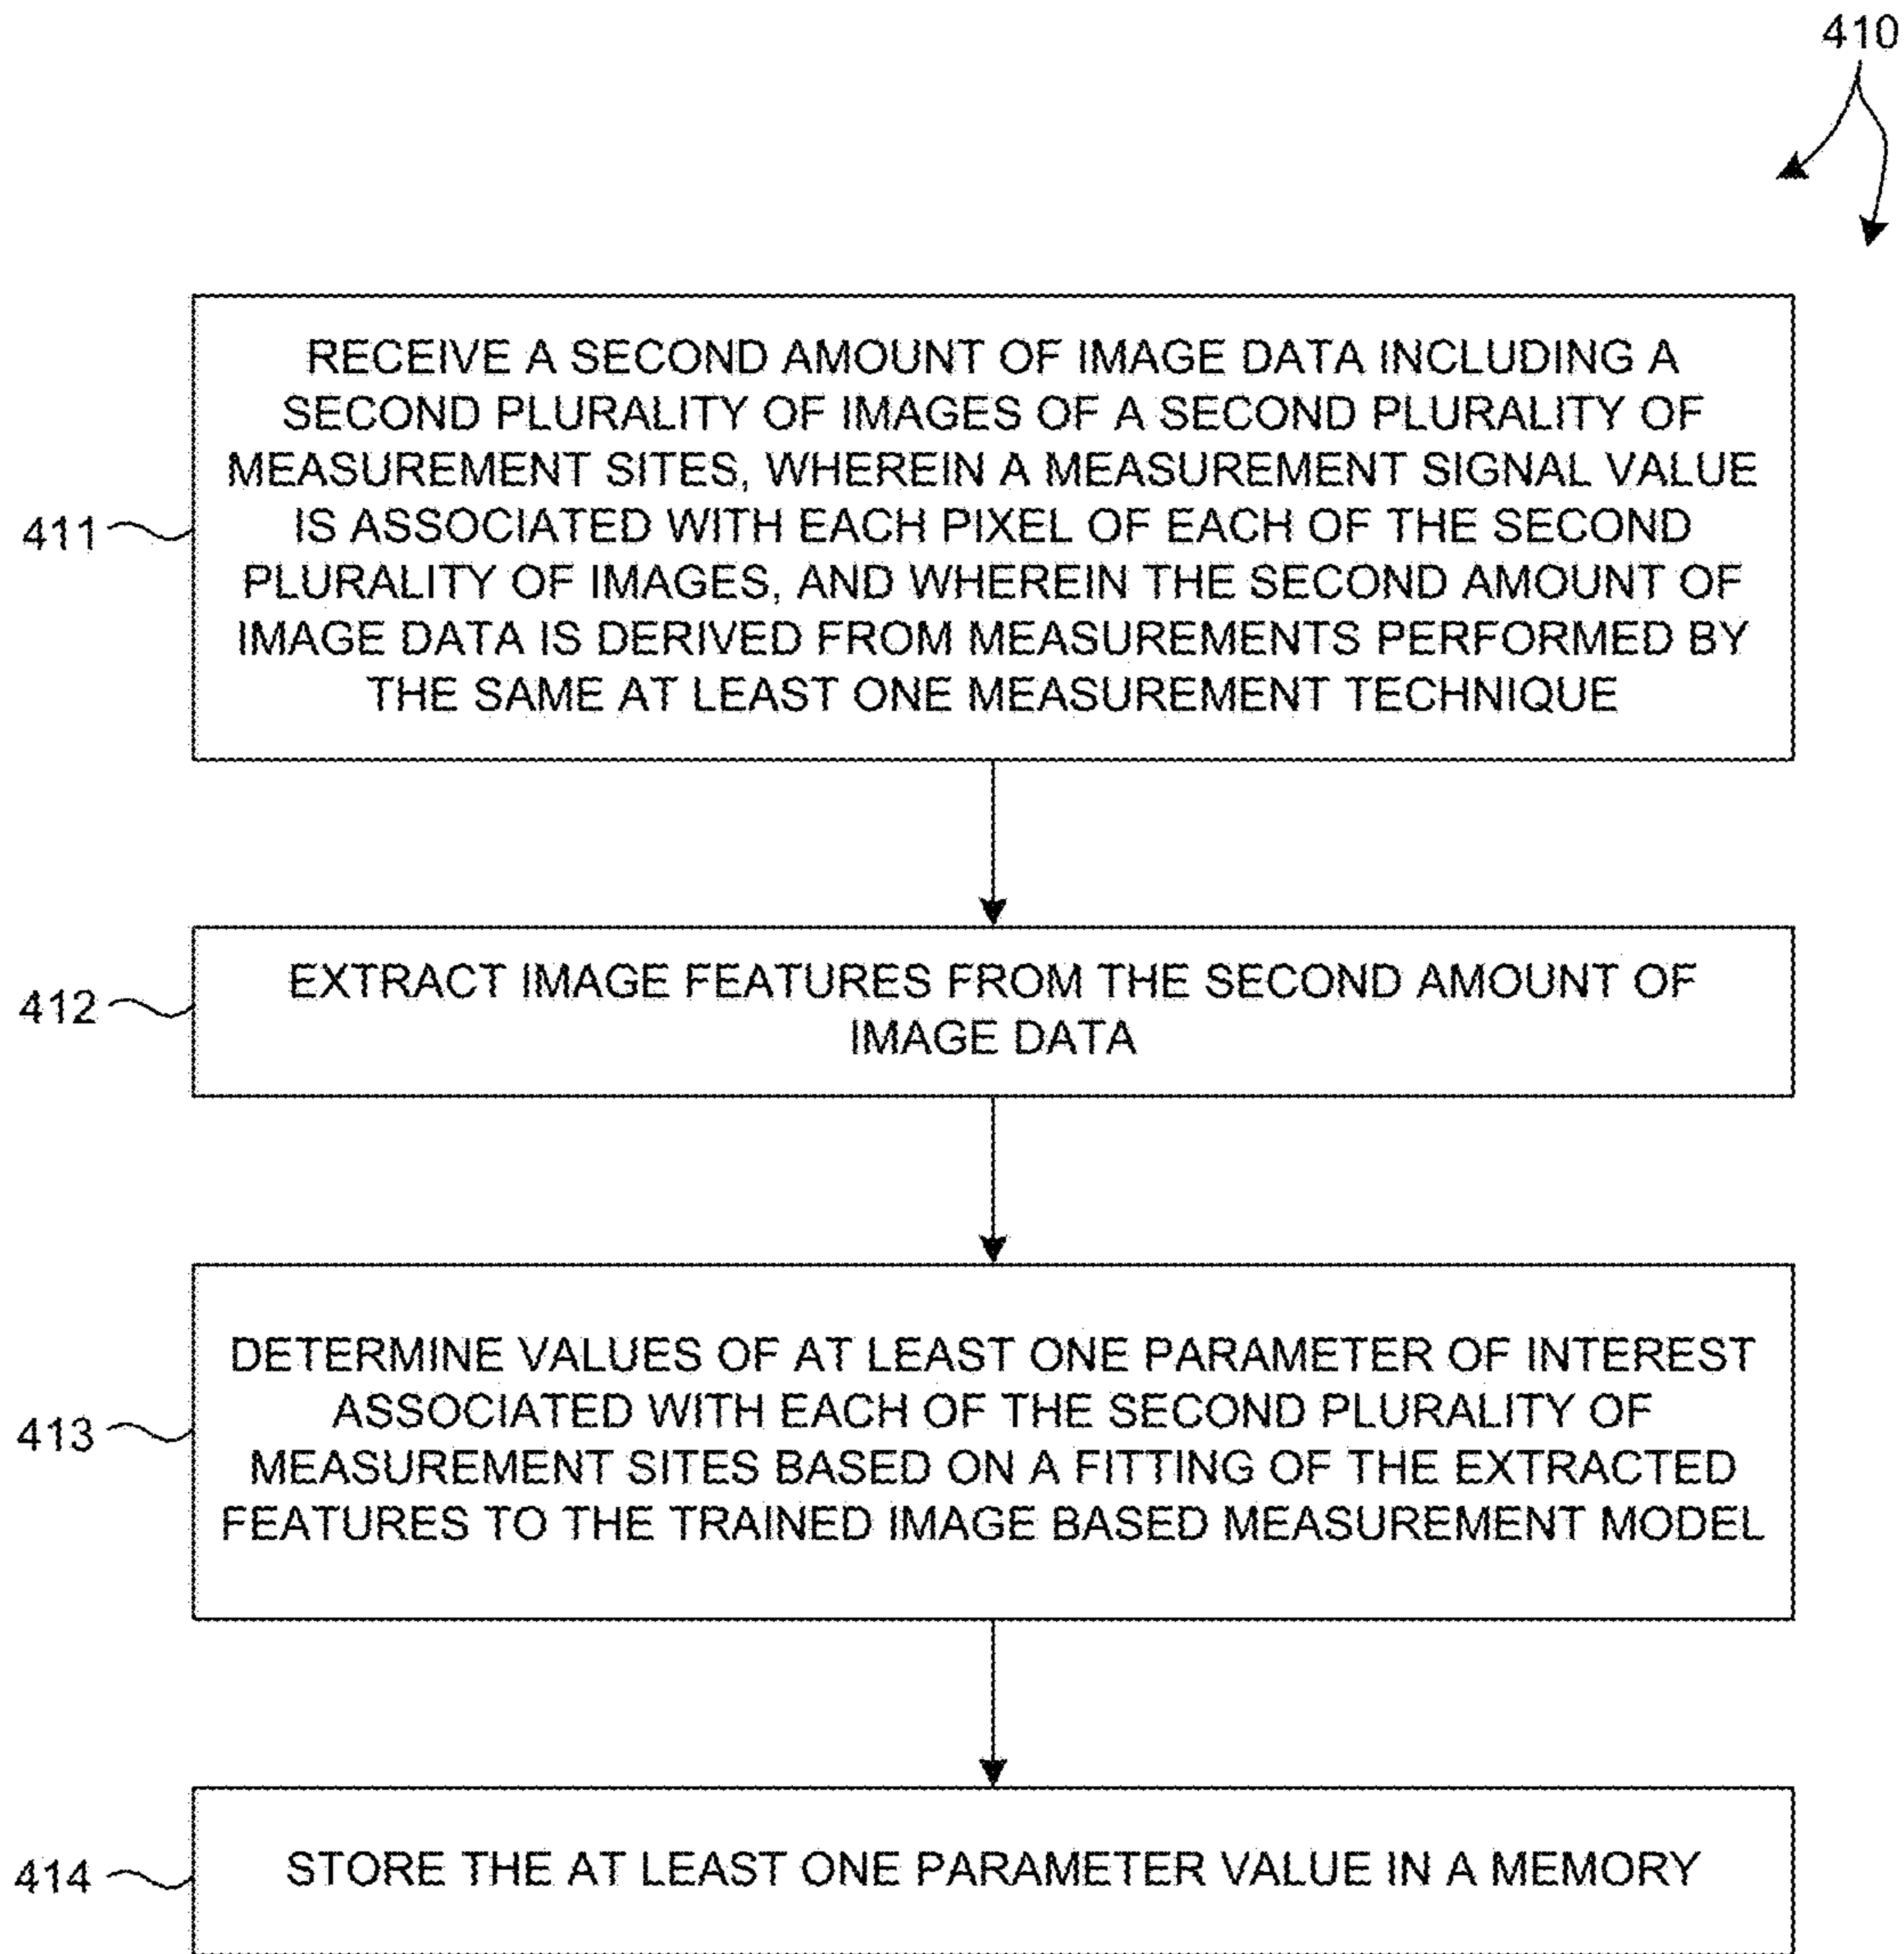 410
RECEIVE A SECOND AMOUNT OF IMAGE DATA INCLUDING A
SECOND PLURALITY OF IMAGES OF A SECOND PLURALITY OF
MEASUREMENT SITES, WHEREIN A MEASUREMENT SIGNAL VALUE
411 IS ASSOCIATED WITH EACH PIXEL OF EACH OF THE SECOND
PLURALITY OF IMAGES, AND WHEREIN THE SECOND AMOUNT OF
IMAGE DATA IS DERIVED FROM MEASUREMENTS PERFORMED BY
THE SAME AT LEAST ONE MEASUREMENT TECHNIQUE
412 EXTRACT IMAGE FEATURES FROM THE SECOND AMOUNT OF
IMAGE DATA
DETERMINE VALUES OF AT LEAST ONE PARAMETER OF INTEREST
413 ASSOCIATED WITH EACH OF THE SECOND PLURALITY OF
MEASUREMENT SITES BASED ON A FITTING OF THE EXTRACTED
FEATURES TO THE TRAINED IMAGE BASED MEASUREMENT MODEL
414 STORE THE AT LEAST ONE PARAMETER VALUE IN A MEMORY